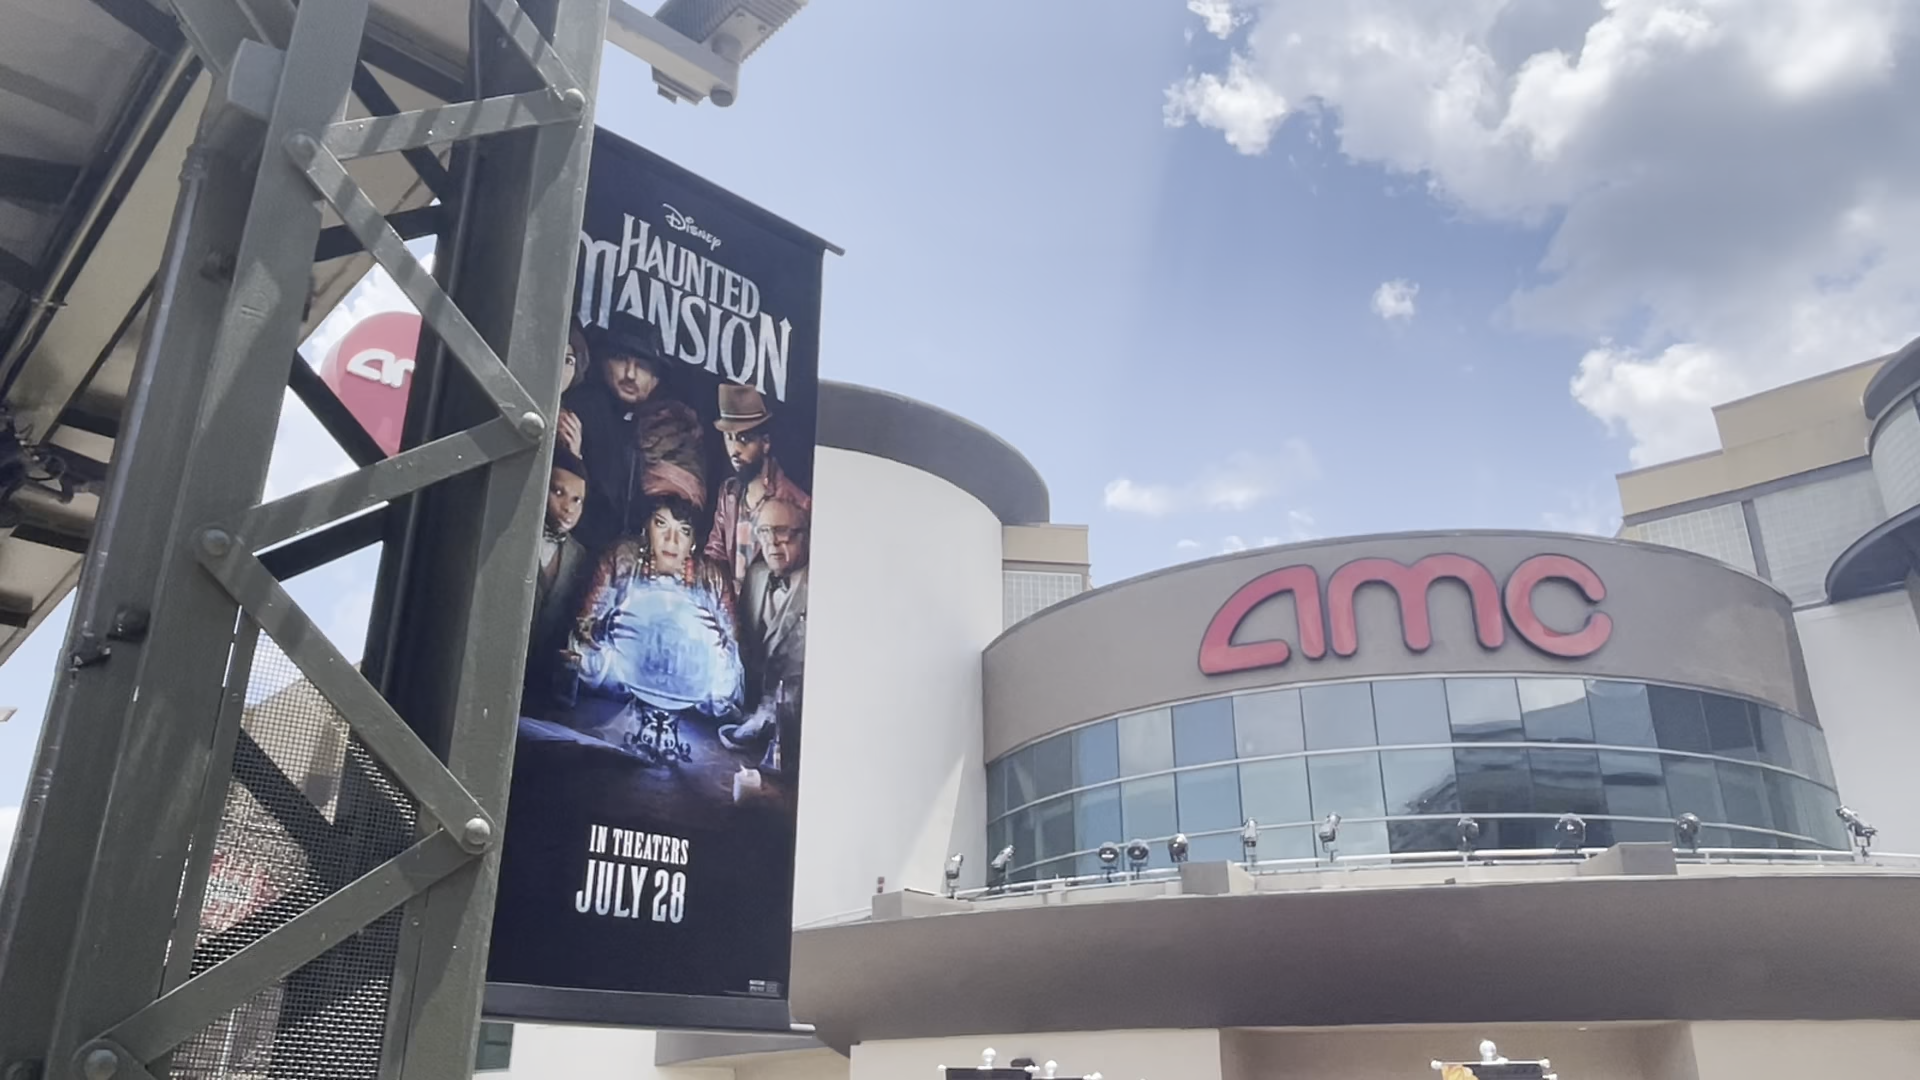 Disney
HAUNTED
MANSION
IN THEATERS
JULY 28
amc